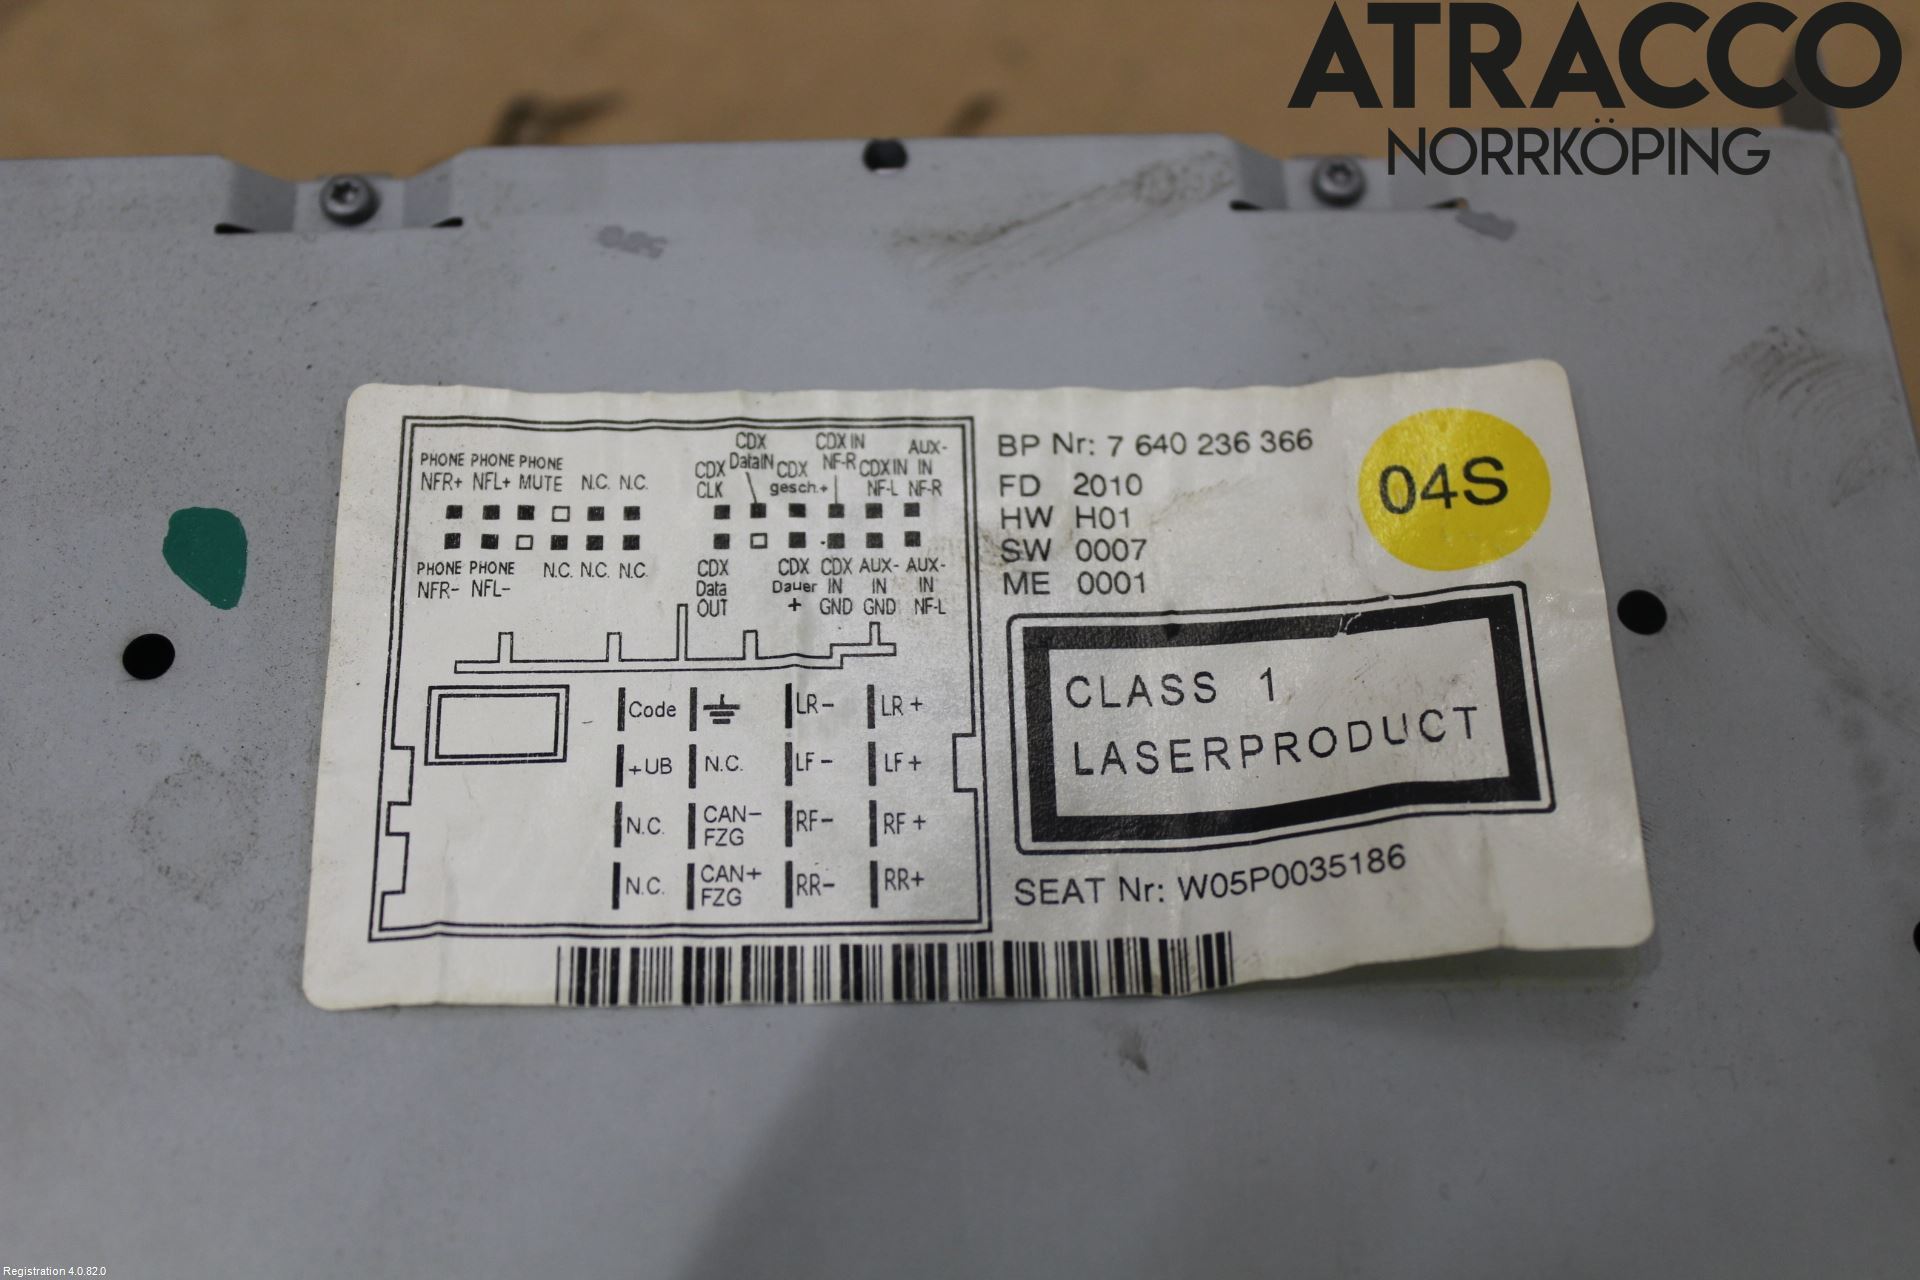 ATRACCO
NORRKÖPING
CDX CDX IN AUX-
PHONE PHONE PHONE CDX DataIN CDX NF-R CDX IN IN
NFR+ NFL+ MUTE N.C. N.C. CLK gesch.+ NF-L NF-R
PHONE PHONE N.C. N.C. N.C. CDX CDX CDX AUX- AUX-
NFR- NFL- Data Dauer IN IN IN
OUT + GND GND NF-L
Code LR- LR+
+UB N.C. LF- LF+
N.C. CAN- RF- RF+
FZG
N.C. CAN+ RR- RR+
FZG
BP Nr: 7 640 236 366
FD 2010
HW H01
SW 0007
ME 0001
04S
CLASS 1
LASERPRODUCT
SEAT Nr: W05P0035186
Registration 4.0.82.0